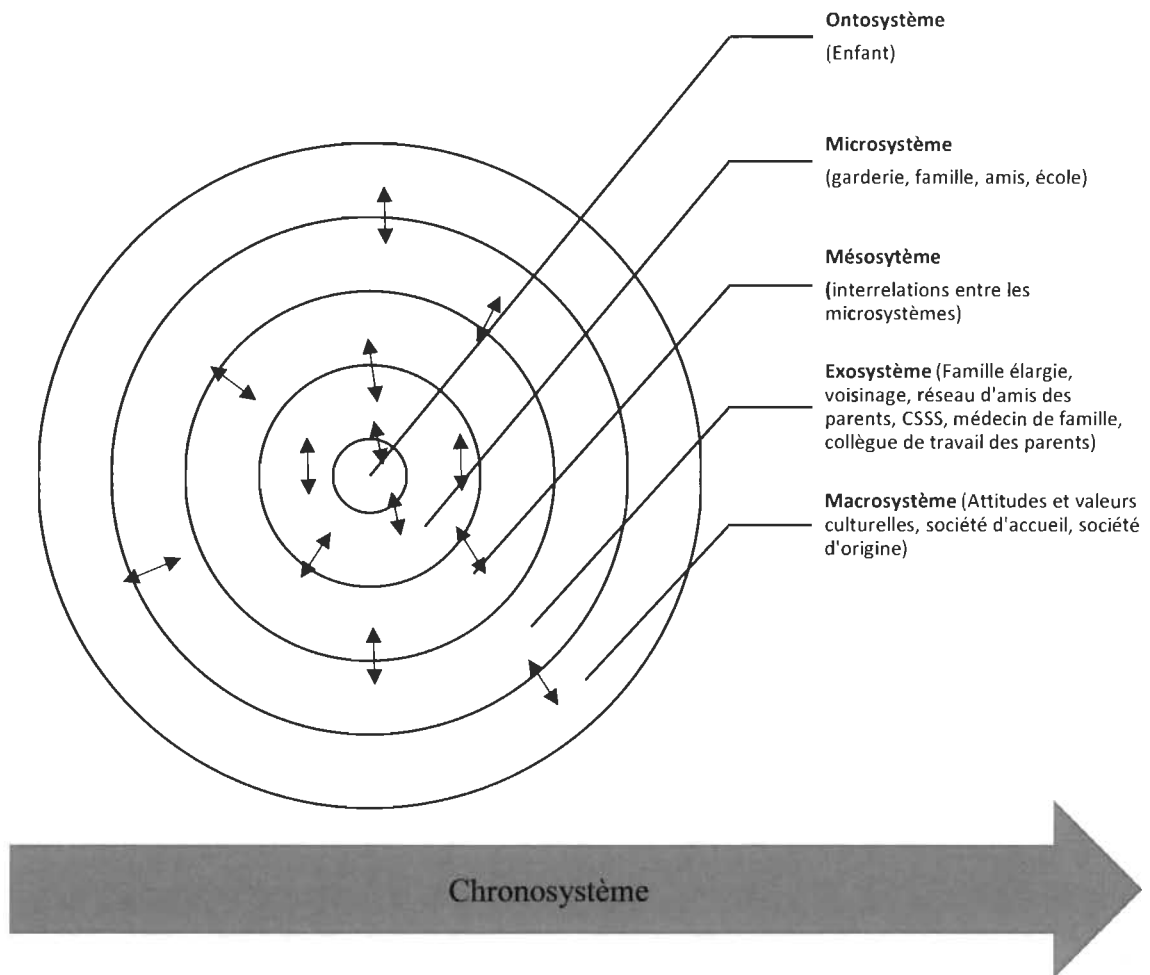 Ontosystème
(Enfant)
Microsystème
(garderie, famille, amis, école)
Mésosytème
(interrelations entre les
microsystèmes)
Exosystème (Famille élargie,
voisinage, réseau d'amis des
parents, CSSS, médecin de famille,
collègue de travail des parents)
Macrosystème (Attitudes et valeurs
culturelles, société d'accueil, société
d'origine)
Chronosystème